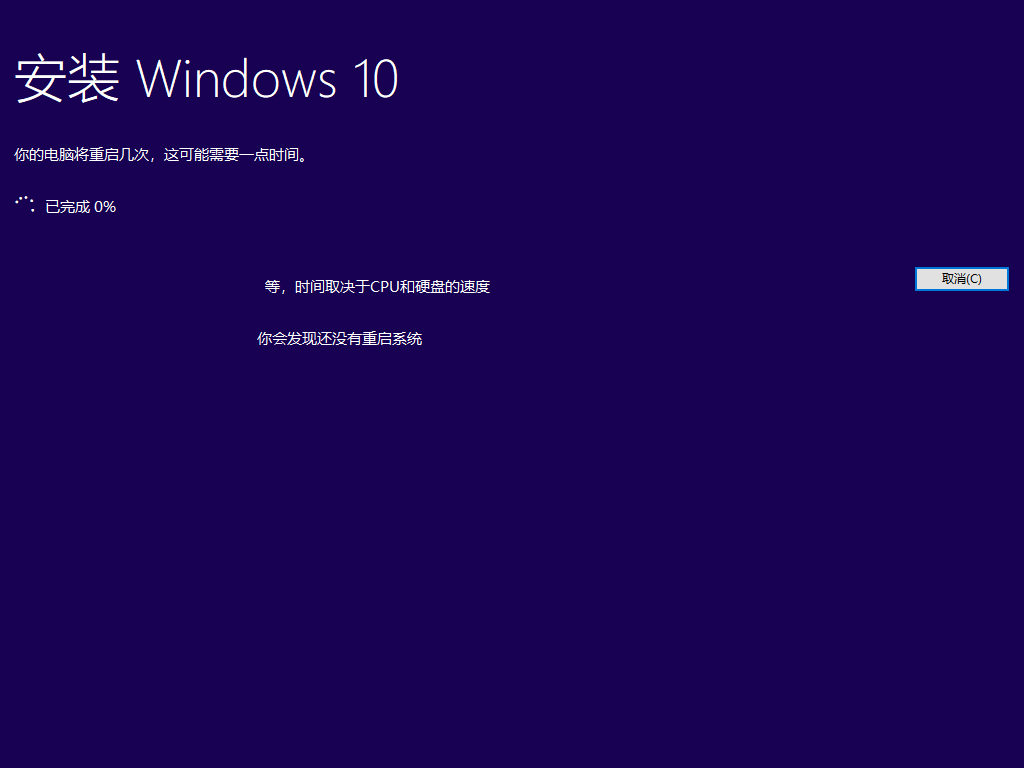 安装 Windows 10
你的电脑将重启几次，这可能需要一点时间。
已完成 0%
取消(C)
等，时间取决于CPU和硬盘的速度
你会发现还没有重启系统